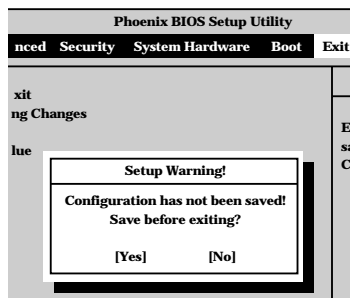 Phoenix BIOS Setup Utility
nced Security System Hardware Boot Exit
xit
ng Changes
lue
E
sa
C
Setup Warning!
Configuration has not been saved!
Save before exiting?
[Yes] [No]